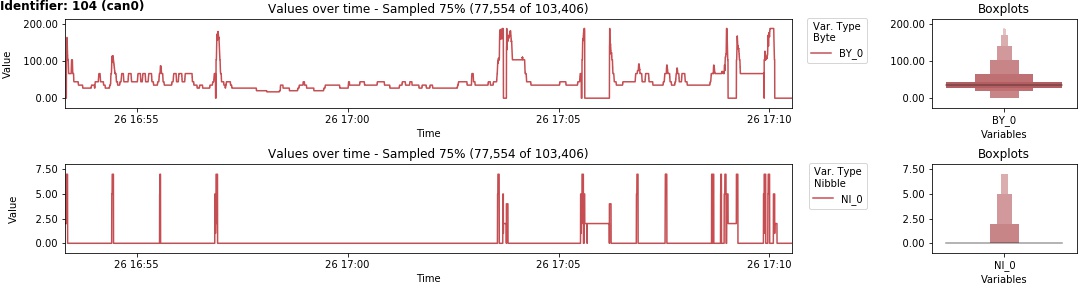 Identifier: 104 (can0)
Values over time - Sampled 75% (77,554 of 103,406)
Value
200.00
100.00
0.00
26 16:55
26 17:00
26 17:05
26 17:10
Time
Var. Type
Byte
BY_0
Boxplots
200.00
100.00
0.00
BY_0
Variables
Values over time - Sampled 75% (77,554 of 103,406)
Value
7.50
5.00
2.50
0.00
26 16:55
26 17:00
26 17:05
26 17:10
Time
Var. Type
Nibble
NI_0
Boxplots
7.50
5.00
2.50
0.00
NI_0
Variables